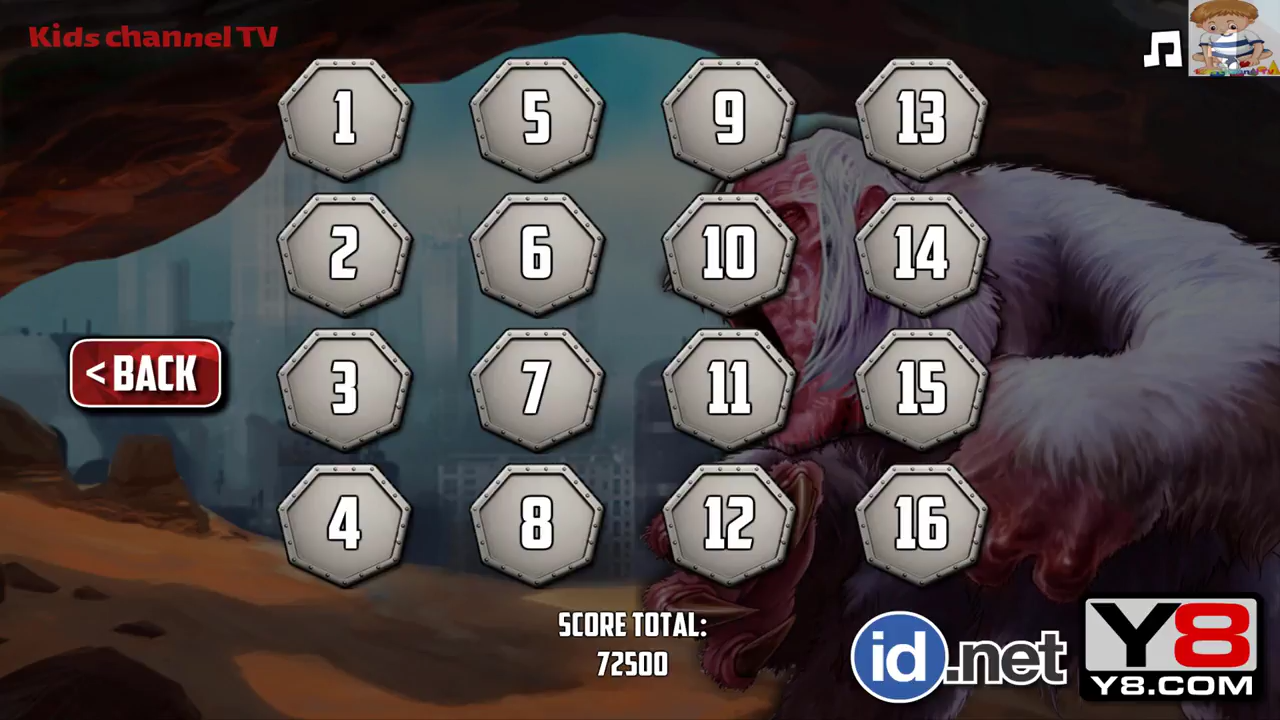 Kids channel TV
1 5 9 13
2 6 10 14
3 7 11 15
< BACK
4 8 12 16
SCORE TOTAL:
72500
id.net
Y8
Y8.COM